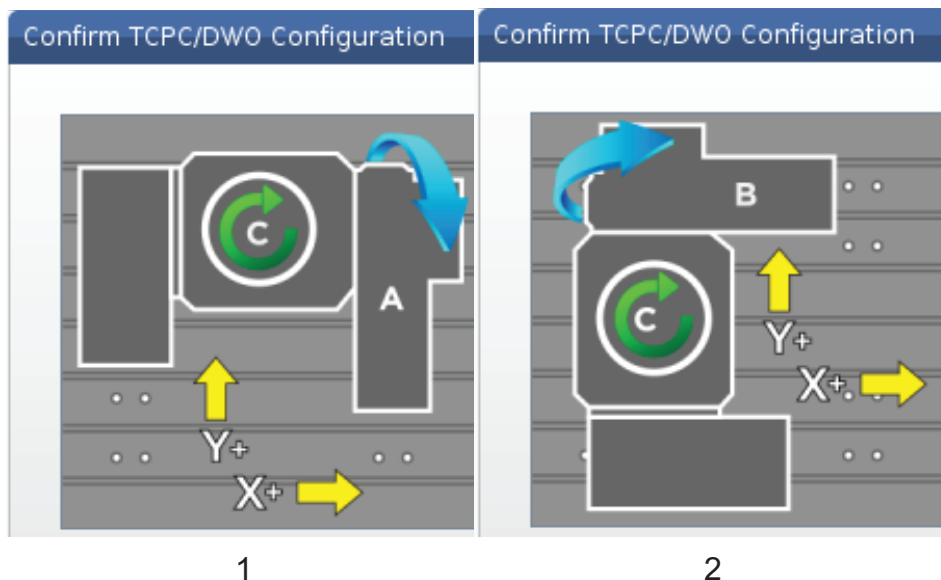 Confirm TCPC/DWO Configuration
C
A
Y+
X+
1
Confirm TCPC/DWO Configuration
B
C
Y+
X+
2